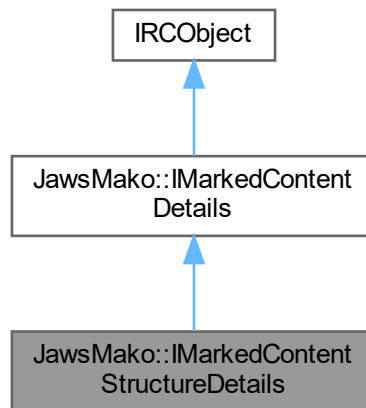 IRCObject
JawsMako::IMarkedContent
Details
JawsMako::IMarkedContent
StructureDetails